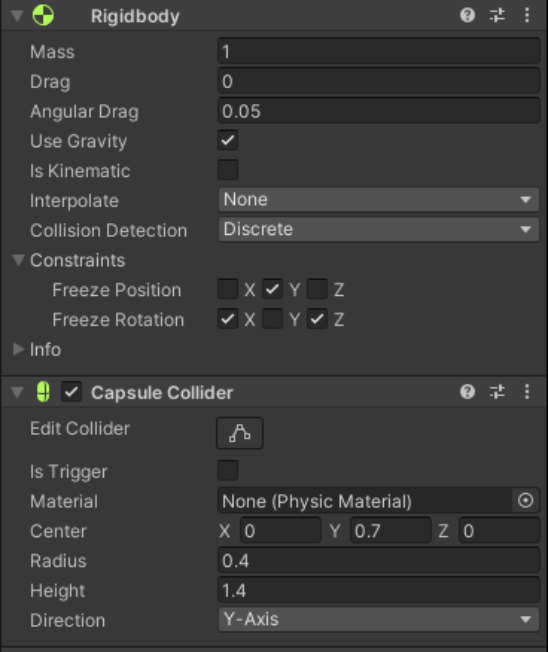 Rigidbody
Mass 1
Drag 0
Angular Drag 0.05
Use Gravity
Is Kinematic
Interpolate None
Collision Detection Discrete
Constraints
Freeze Position X Y Z
Freeze Rotation X Y Z
Info
Capsule Collider
Edit Collider
Is Trigger
Material None (Physic Material)
Center X 0 Y 0.7 Z 0
Radius 0.4
Height 1.4
Direction Y-Axis